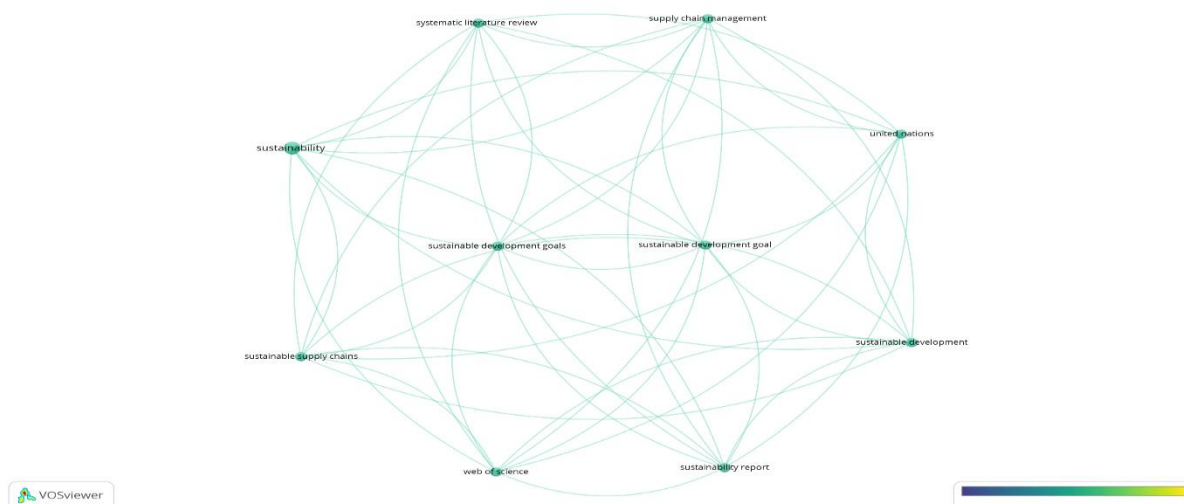 systematic literature review
supply chain management
united nations
sustainability
sustainable development goals
sustainable development goal
sustainable development
sustainable supply chains
web of science
sustainability report
VOSviewer